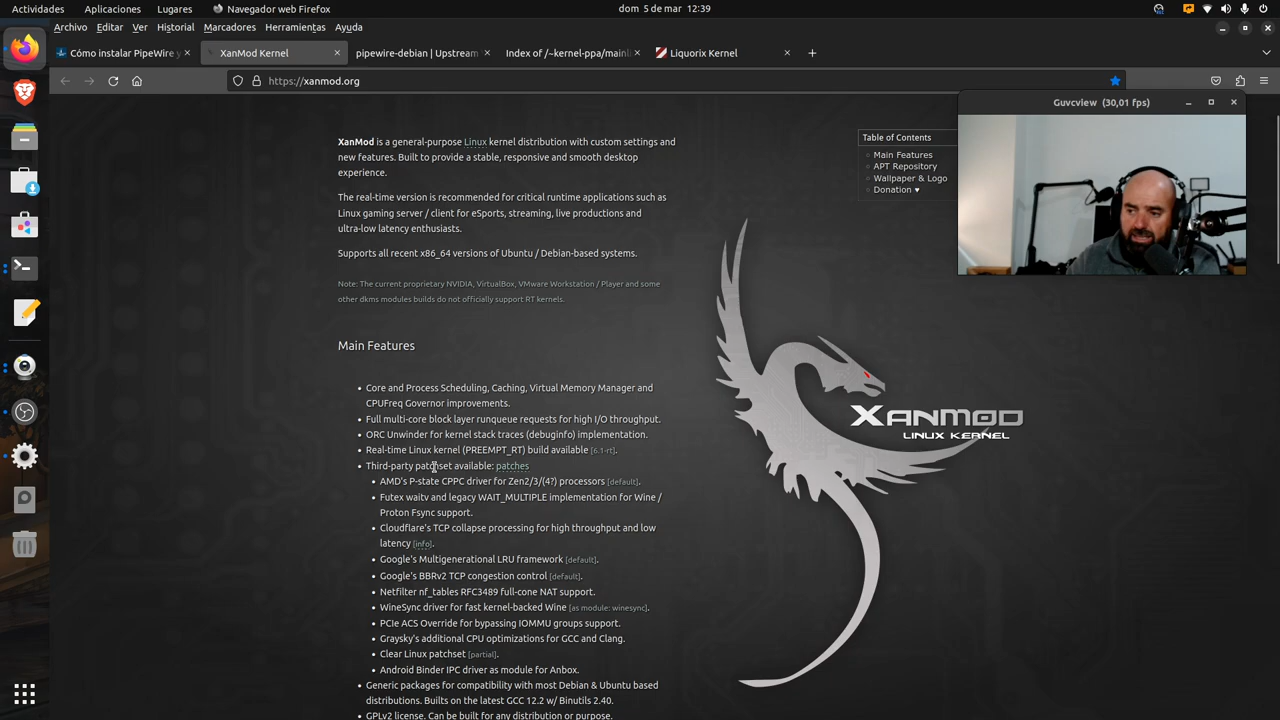 Actividades
Aplicaciones
Lugares
Navegador web Firefox
dom 5 de mar 12:39
Archivo
Editar
Ver
Historial
Marcadores
Herramientas
Ayuda
Cómo instalar PipeWire y
XanMod Kernel
pipewire-debian | Upstream
Index of /~kernel-ppa/mainl
Liquorix Kernel
https://xanmod.org
Guvcview (30,01 fps)
XanMod is a general-purpose Linux kernel distribution with custom settings and
new features. Built to provide a stable, responsive and smooth desktop
experience.
The real-time version is recommended for critical runtime applications such as
Linux gaming server / client for eSports, streaming, live productions and
ultra-low latency enthusiasts.
Supports all recent x86_64 versions of Ubuntu / Debian-based systems.
Note: The current proprietary NVIDIA, VirtualBox, VMware Workstation / Player and some
other dkms modules builds do not officially support RT kernels.
Table of Contents
Main Features
APT Repository
Wallpaper & Logo
Donation ♥
Main Features
• Core and Process Scheduling, Caching, Virtual Memory Manager and
CPUFreq Governor improvements.
• Full multi-core block layer runqueue requests for high I/O throughput.
• ORC Unwinder for kernel stack traces (debuginfo) implementation.
• Real-time Linux kernel (PREEMPT_RT) build available [6.1-rt].
• Third-party patchset available: patches
• AMD's P-state CPPC driver for Zen2/3/(4?) processors [default].
• Futex waitv and legacy WAIT_MULTIPLE implementation for Wine /
Proton Fsync support.
• Cloudflare's TCP collapse processing for high throughput and low
latency [info].
• Google's Multigenerational LRU framework [default].
• Google's BBRv2 TCP congestion control [default].
• Netfilter nf_tables RFC3489 full-cone NAT support.
• WineSync driver for fast kernel-backed Wine [as module: winesync].
• PCIe ACS Override for bypassing IOMMU groups support.
• Graysky's additional CPU optimizations for GCC and Clang.
• Clear Linux patchset [partial].
• Android Binder IPC driver as module for Anbox.
• Generic packages for compatibility with most Debian & Ubuntu based
distributions. Builts on the latest GCC 12.2 w/ Binutils 2.40.
• GPLv2 license. Can be built for any distribution or purpose.
XANMOD
LINUX KERNEL